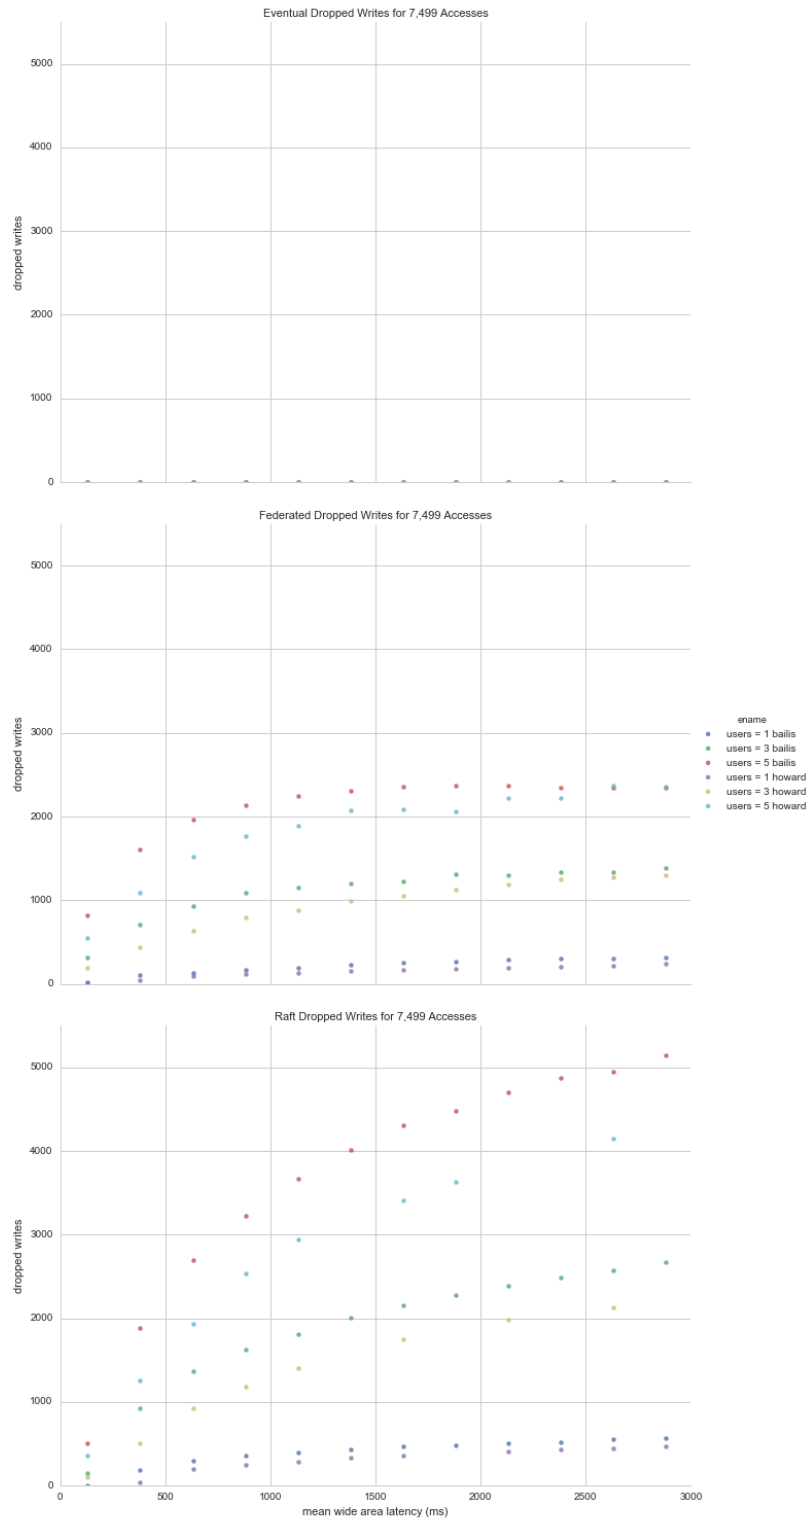 Eventual Dropped Writes for 7,499 Accesses
5000
4000
3000
2000
1000
0
dropped writes
Federated Dropped Writes for 7,499 Accesses
5000
4000
3000
2000
1000
0
dropped writes
ename
users = 1 bailis
users = 3 bailis
users = 5 bailis
users = 1 howard
users = 3 howard
users = 5 howard
Raft Dropped Writes for 7,499 Accesses
5000
4000
3000
2000
1000
0
dropped writes
0 500 1000 1500 2000 2500 3000
mean wide area latency (ms)